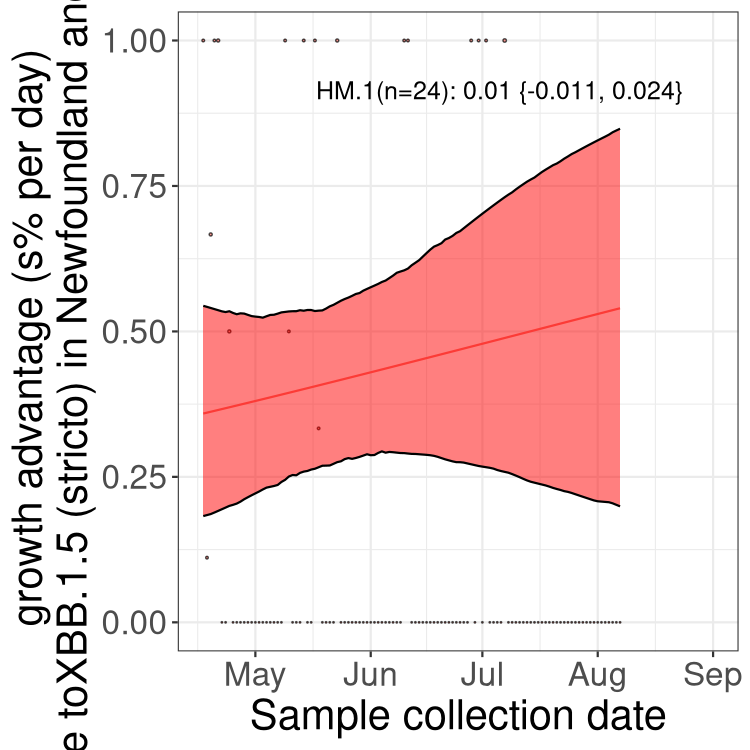 growth advantage (s% per day)
e toXBB.1.5 (stricto) in Newfoundland and
1.00
0.75
0.50
0.25
0.00
HM.1(n=24): 0.01 {-0.011, 0.024}
May Jun Jul Aug Sep
Sample collection date